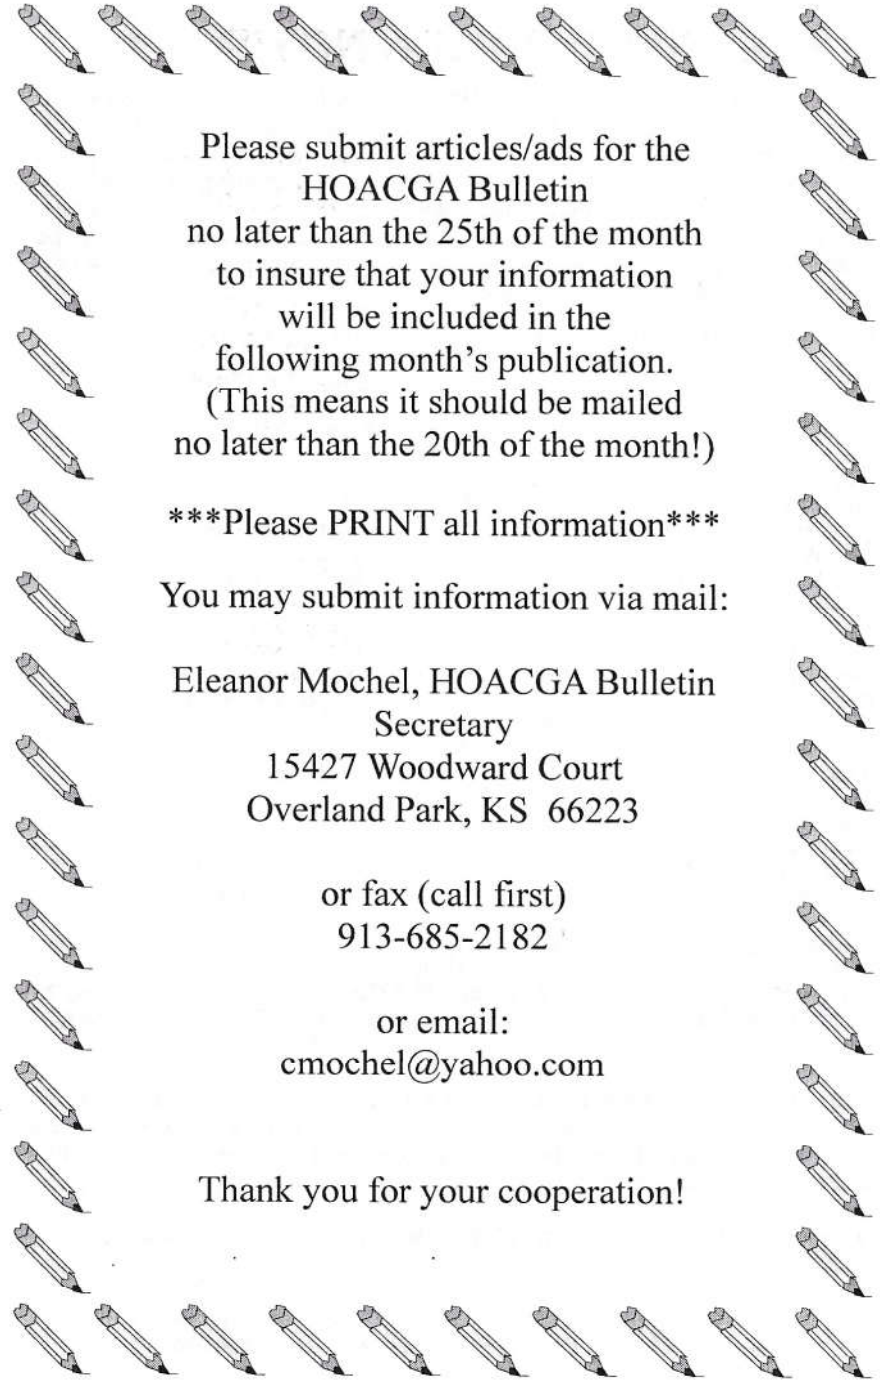 Please submit articles/ads for the
HOACGA Bulletin
no later than the 25th of the month
to insure that your information
will be included in the
following month's publication.
(This means it should be mailed
no later than the 20th of the month!)
***Please PRINT all information***
You may submit information via mail:
Eleanor Mochel, HOACGA Bulletin
Secretary
15427 Woodward Court
Overland Park, KS  66223
or fax (call first)
913-685-2182
or email:
cmochel@yahoo.com
Thank you for your cooperation!